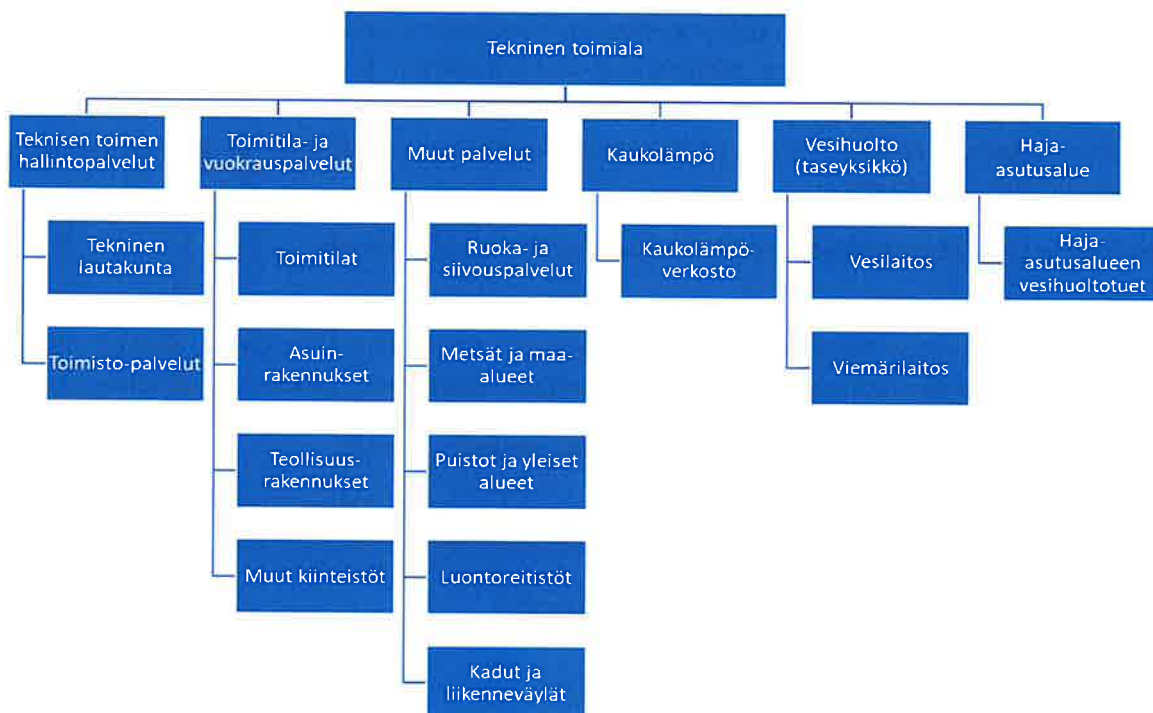 Tekninen toimiala
Teknisen toimen
hallintopalvelut
Toimitila- ja
vuokrauspalvelut
Muut palvelut
Kaukolämpö
Vesihuolto
(taseyksikkö)
Haja-
asutusalue
Tekninen
lautakunta
Toimisto-palvelut
Toimitilat
Asuin-
rakennukset
Teollisuus-
rakennukset
Muut kiinteistöt
Ruoka- ja
siivouspalvelut
Metsät ja maa-
alueet
Puistot ja yleiset
alueet
Luontoreitistöt
Kadut ja
liikenneväylät
Kaukolämpö-
verkosto
Vesilaitos
Viemärilaitos
Haja-
asutusalueen
vesihuoltotuet